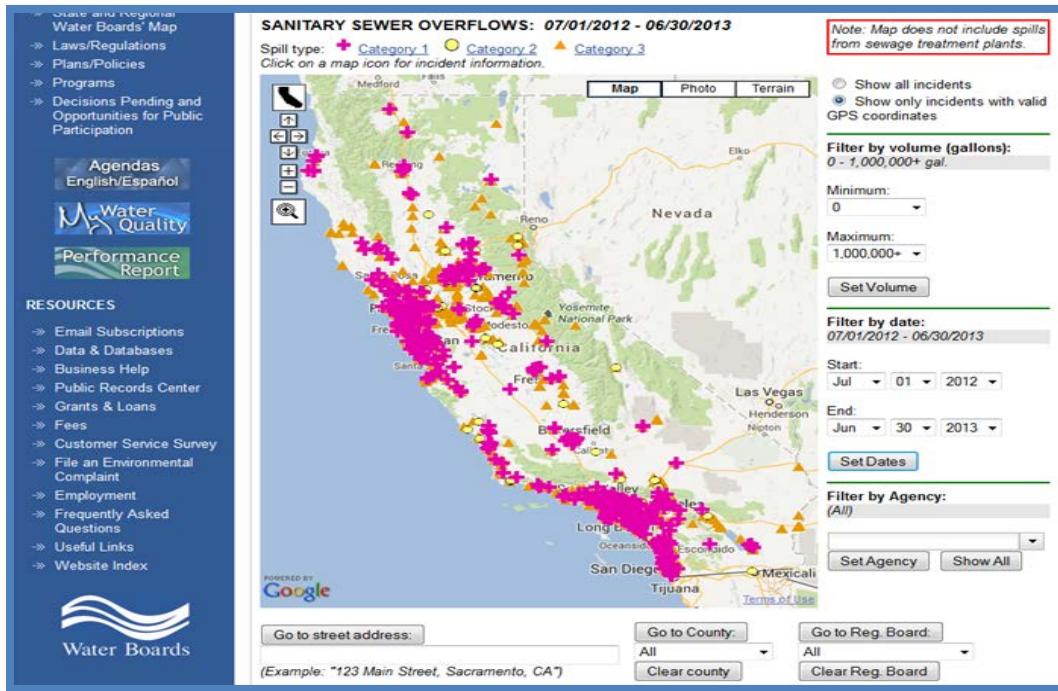 State and Regional
Water Boards' Map
Laws/Regulations
Plans/Policies
Programs
Decisions Pending and
Opportunities for Public
Participation
Agendas
English/Español
My Water
Quality
Performance
Report
RESOURCES
Email Subscriptions
Data & Databases
Business Help
Public Records Center
Grants & Loans
Fees
Customer Service Survey
File an Environmental
Complaint
Employment
Frequently Asked
Questions
Useful Links
Website Index
Water Boards
SANITARY SEWER OVERFLOWS: 07/01/2012 - 06/30/2013
Spill type: Category 1 Category 2 Category 3
Click on a map icon for incident information.
Map Photo Terrain
Medford
Elko
Reno
Nevada
Yosemite
National Park
California
Las Vegas
Henderson
Nipton
Long
Oceanside
Escondido
San Diego
Mexicali
Tijuana
POWERED BY
Google
Terms of Use
Go to street address:
(Example: "123 Main Street, Sacramento, CA")
Go to County:
All
Clear county
Go to Reg. Board:
All
Clear Reg. Board
Note: Map does not include spills
from sewage treatment plants.
Show all incidents
Show only incidents with valid
GPS coordinates
Filter by volume (gallons):
0 - 1,000,000+ gal.
Minimum:
0
Maximum:
1,000,000+
Set Volume
Filter by date:
07/01/2012 - 06/30/2013
Start:
Jul 01 2012
End:
Jun 30 2013
Set Dates
Filter by Agency:
(All)
Set Agency Show All